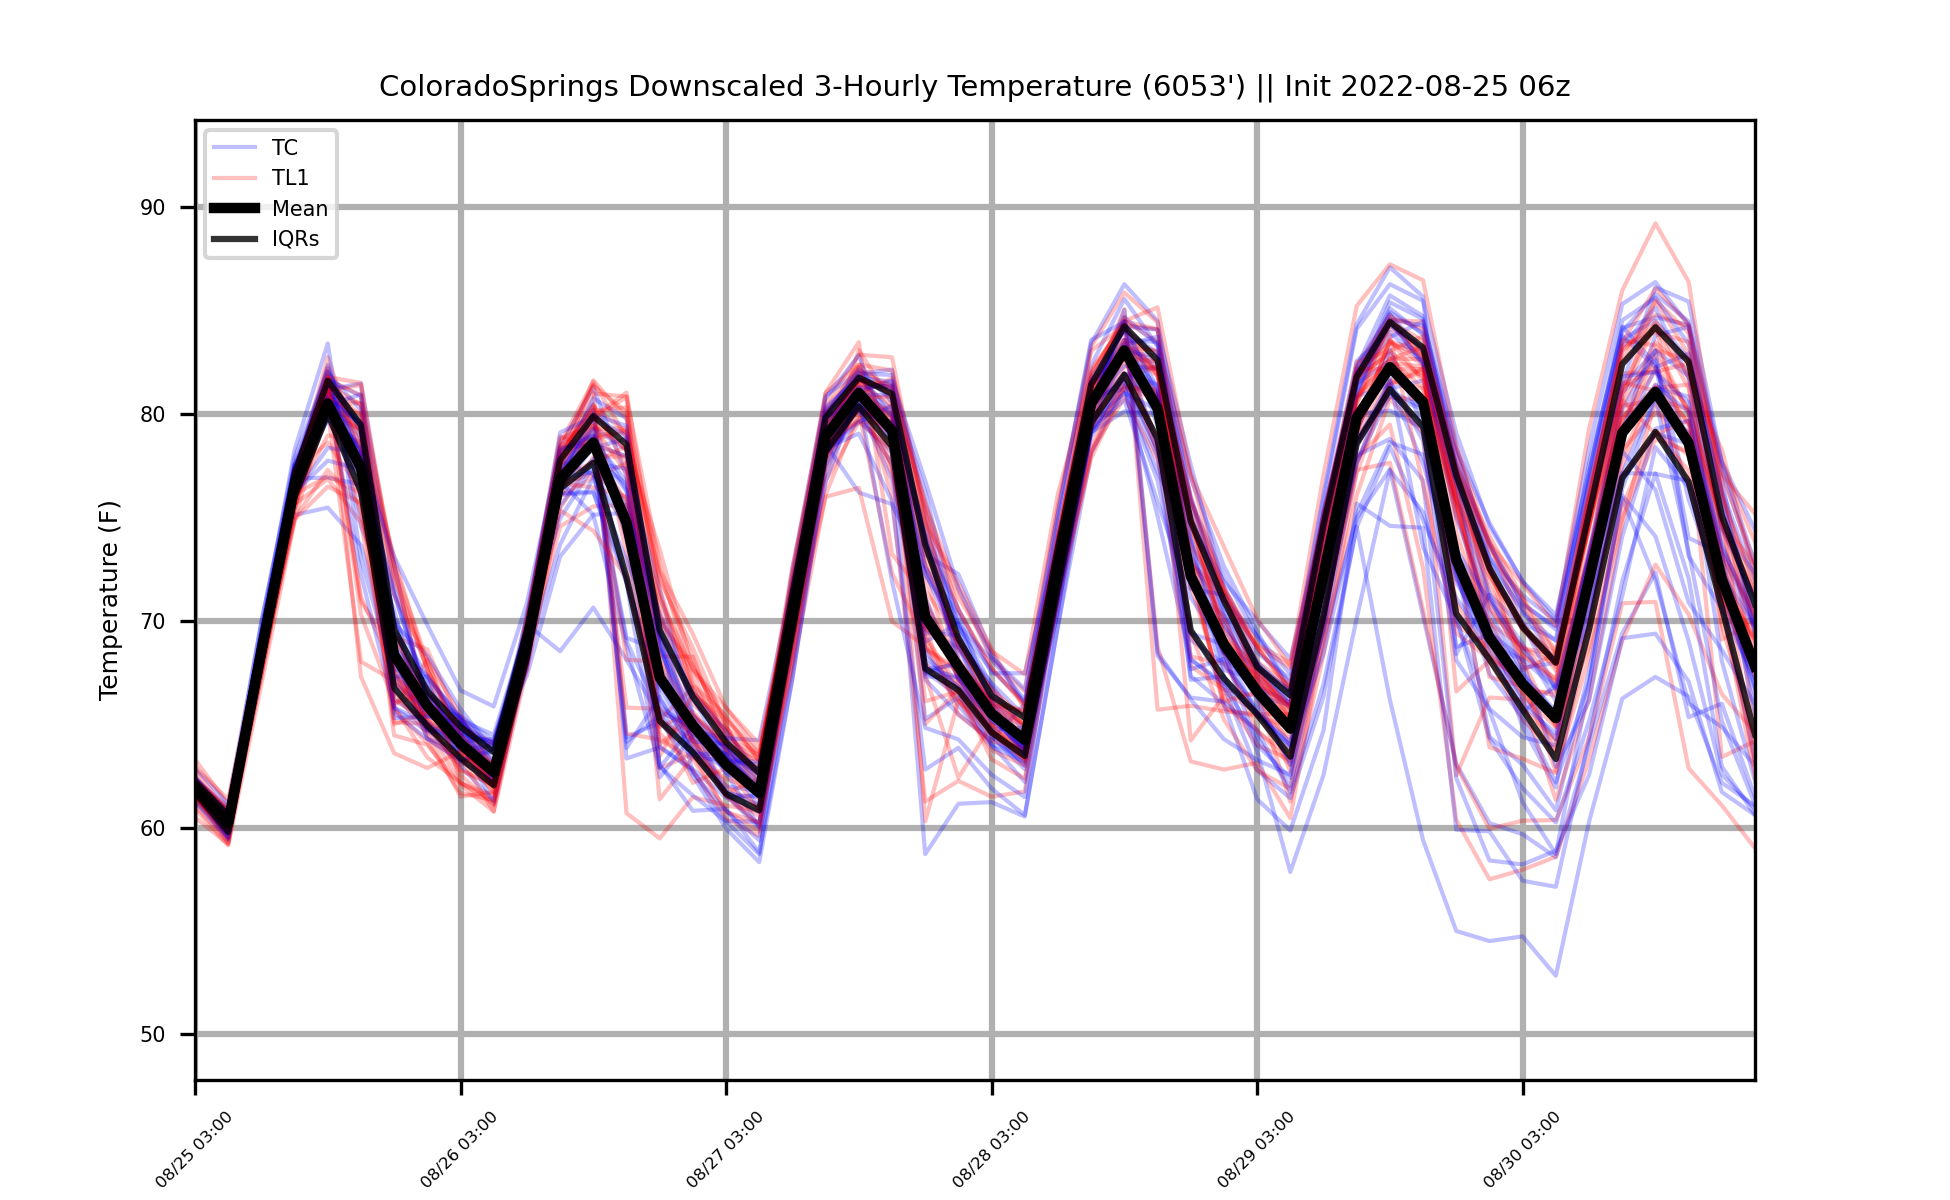 ColoradoSprings Downscaled 3-Hourly Temperature (6053') || Init 2022-08-25 06z
TC
TL1
Mean
IQRs
Temperature (F)
90
80
70
60
50
08/25 03:00
08/26 03:00
08/27 03:00
08/28 03:00
08/29 03:00
08/30 03:00